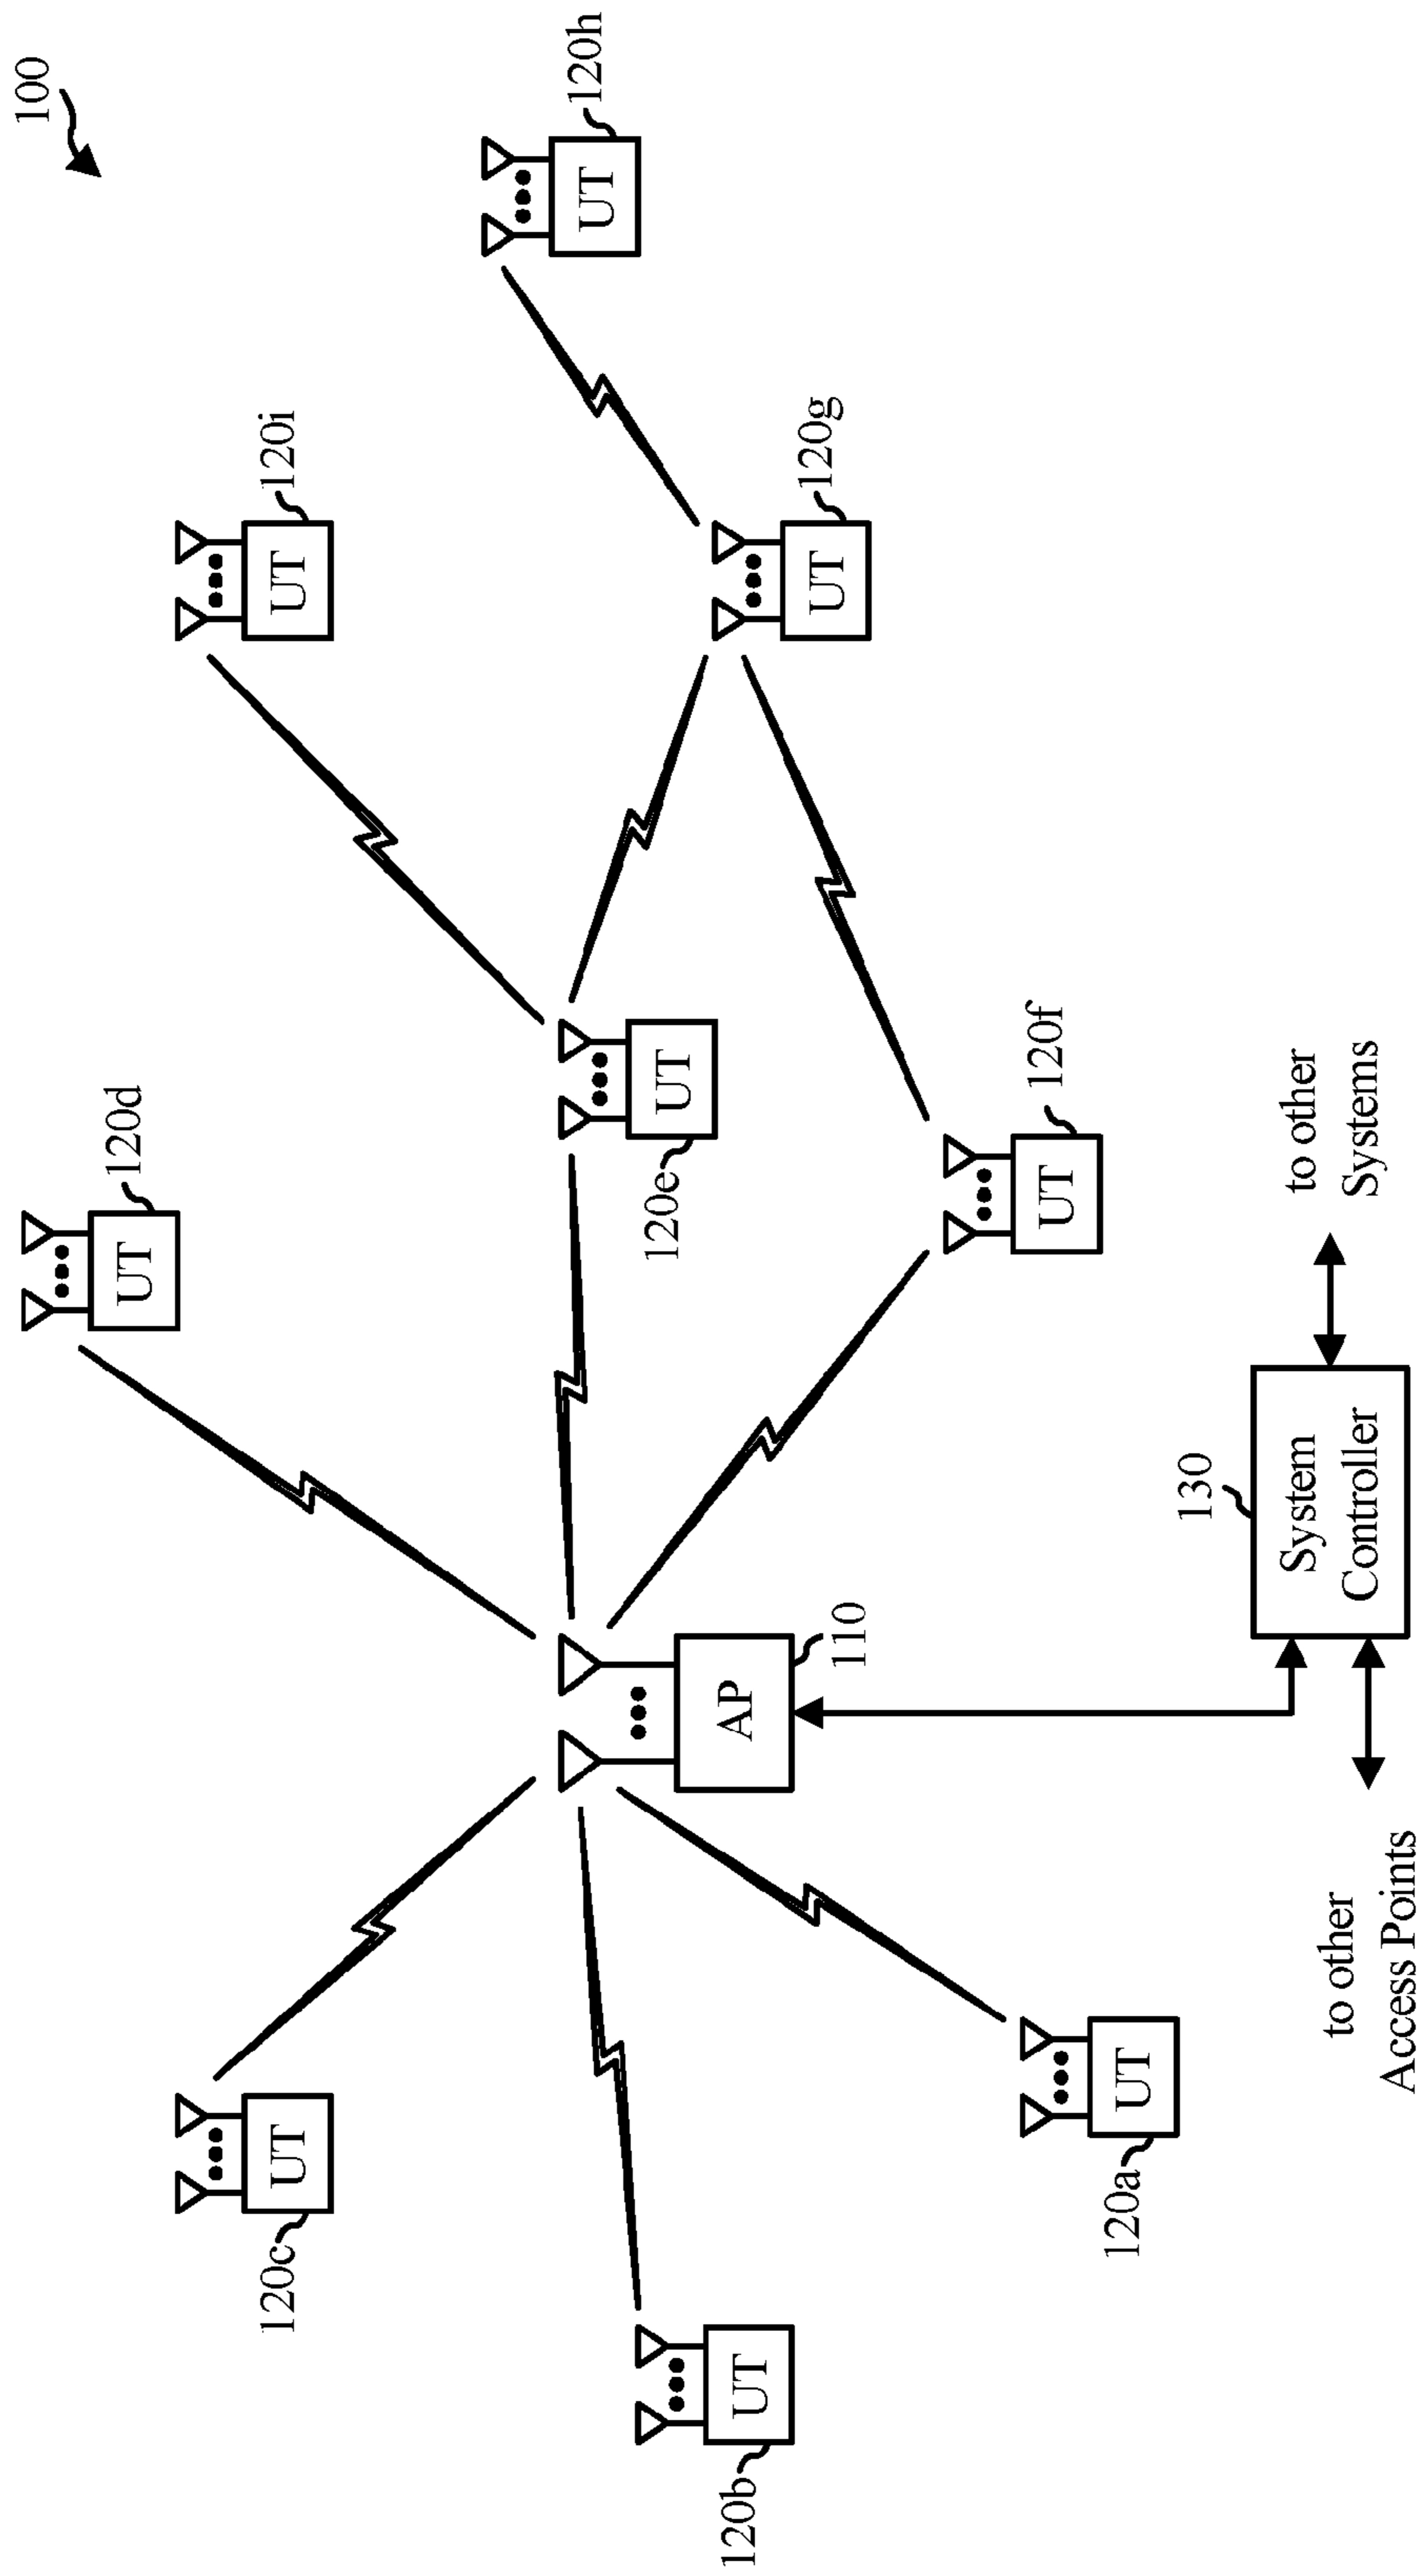 100
UT
120d
UT
120i
UT
120c
UT
120h
UT
120e
AP
110
UT
120b
UT
120g
UT
120f
UT
120a
130
System
Controller
to other
Systems
to other
Access Points